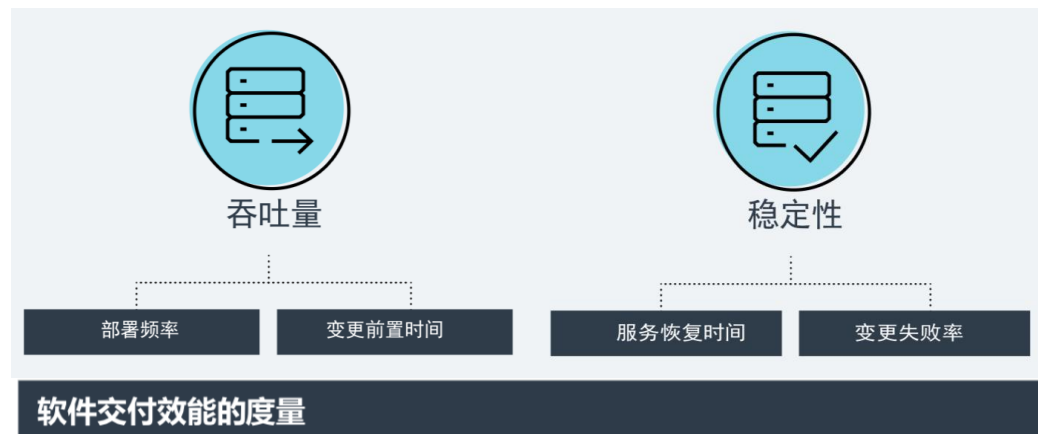 吞吐量
稳定性
部署频率
变更前置时间
服务恢复时间
变更失败率
软件交付效能的度量